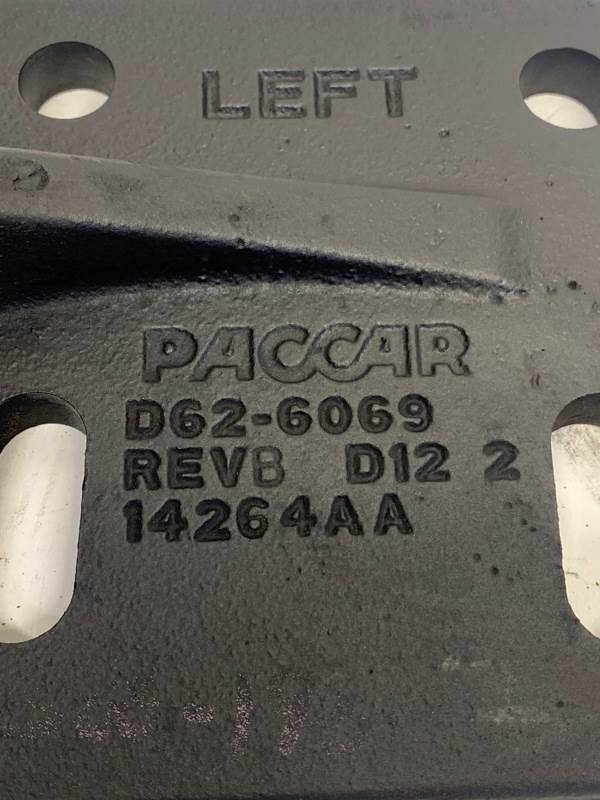 LEFT
PACCAR
D62-6069
REVB D12 2
14264AA